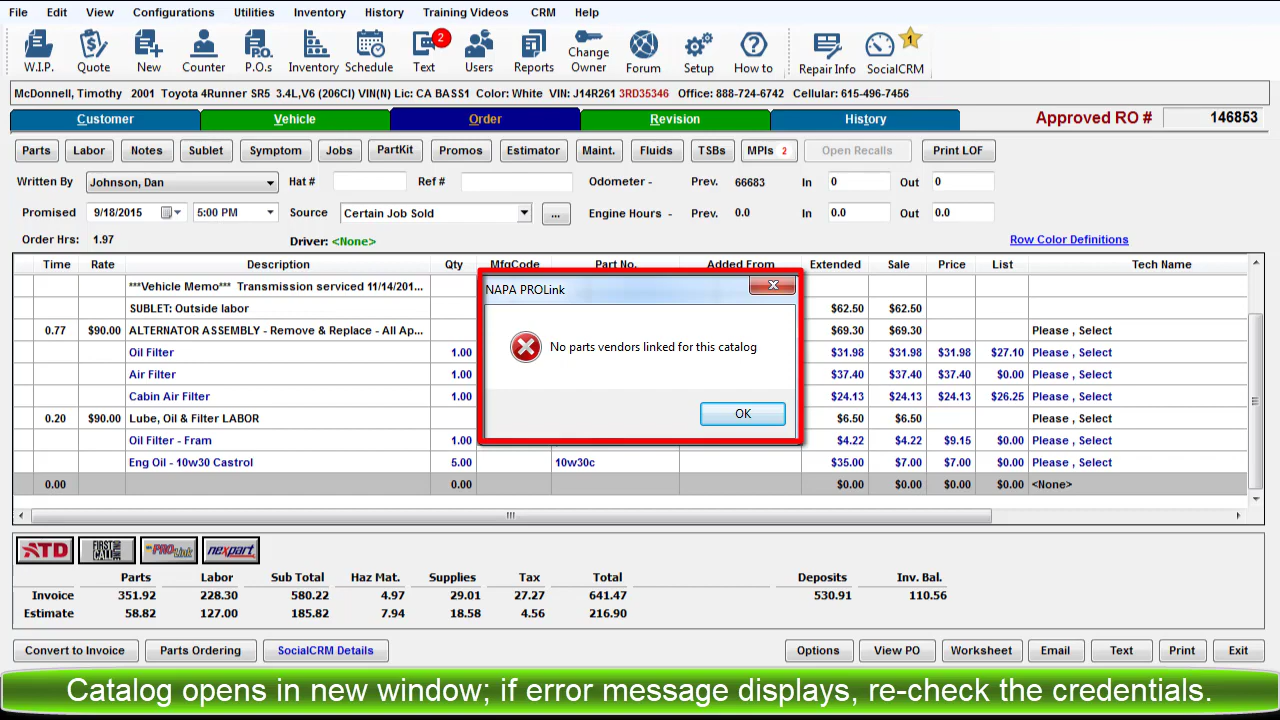 File Edit View Configurations Utilities Inventory History Training Videos CRM Help
W.I.P. Quote New Counter P.O.s Inventory Schedule Text 2 Users Reports Change Owner Forum Setup How to Repair Info SocialCRM 1
McDonnell, Timothy 2001 Toyota 4Runner SR5 3.4L,V6 (206CI) VIN(N) Lic: CA BASS1 Color: White VIN: J14R261 3RD35346 Office: 888-724-6742 Cellular: 615-496-7456
Customer Vehicle Order Revision History Approved RO # 146853
Parts Labor Notes Sublet Symptom Jobs PartKit Promos Estimator Maint. Fluids TSBs MPIs 2 Open Recalls Print LOF
Written By Johnson, Dan Hat # Ref # Odometer - Prev. 66683 In 0 Out 0
Promised 9/18/2015 5:00 PM Source Certain Job Sold ... Engine Hours - Prev. 0.0 In 0.0 Out 0.0
Order Hrs: 1.97 Driver: <None> Row Color Definitions
Time Rate Description Qty MfgCode Part No. Added From Extended Sale Price List Tech Name
***Vehicle Memo*** Transmission serviced 11/14/201...
SUBLET: Outside labor $62.50 $62.50
0.77 $90.00 ALTERNATOR ASSEMBLY - Remove & Replace - All Ap... $69.30 $69.30 Please , Select
Oil Filter 1.00 $31.98 $31.98 $31.98 $27.10 Please , Select
Air Filter 1.00 $37.40 $37.40 $37.40 $0.00 Please , Select
Cabin Air Filter 1.00 $24.13 $24.13 $24.13 $26.25 Please , Select
0.20 $90.00 Lube, Oil & Filter LABOR $6.50 $6.50 Please , Select
Oil Filter - Fram 1.00 $4.22 $4.22 $9.15 $0.00 Please , Select
Eng Oil - 10w30 Castrol 5.00 10w30c $35.00 $7.00 $7.00 $0.00 Please , Select
0.00 0.00 $0.00 $0.00 $0.00 $0.00 <None>
NAPA PROLink
No parts vendors linked for this catalog
OK
ATD FIRST CALL PROLink nexpart
Parts Labor Sub Total Haz Mat. Supplies Tax Total Deposits Inv. Bal.
Invoice 351.92 228.30 580.22 4.97 29.01 27.27 641.47 530.91 110.56
Estimate 58.82 127.00 185.82 7.94 18.58 4.56 216.90
Convert to Invoice Parts Ordering SocialCRM Details Options View PO Worksheet Email Text Print Exit
Catalog opens in new window; if error message displays, re-check the credentials.